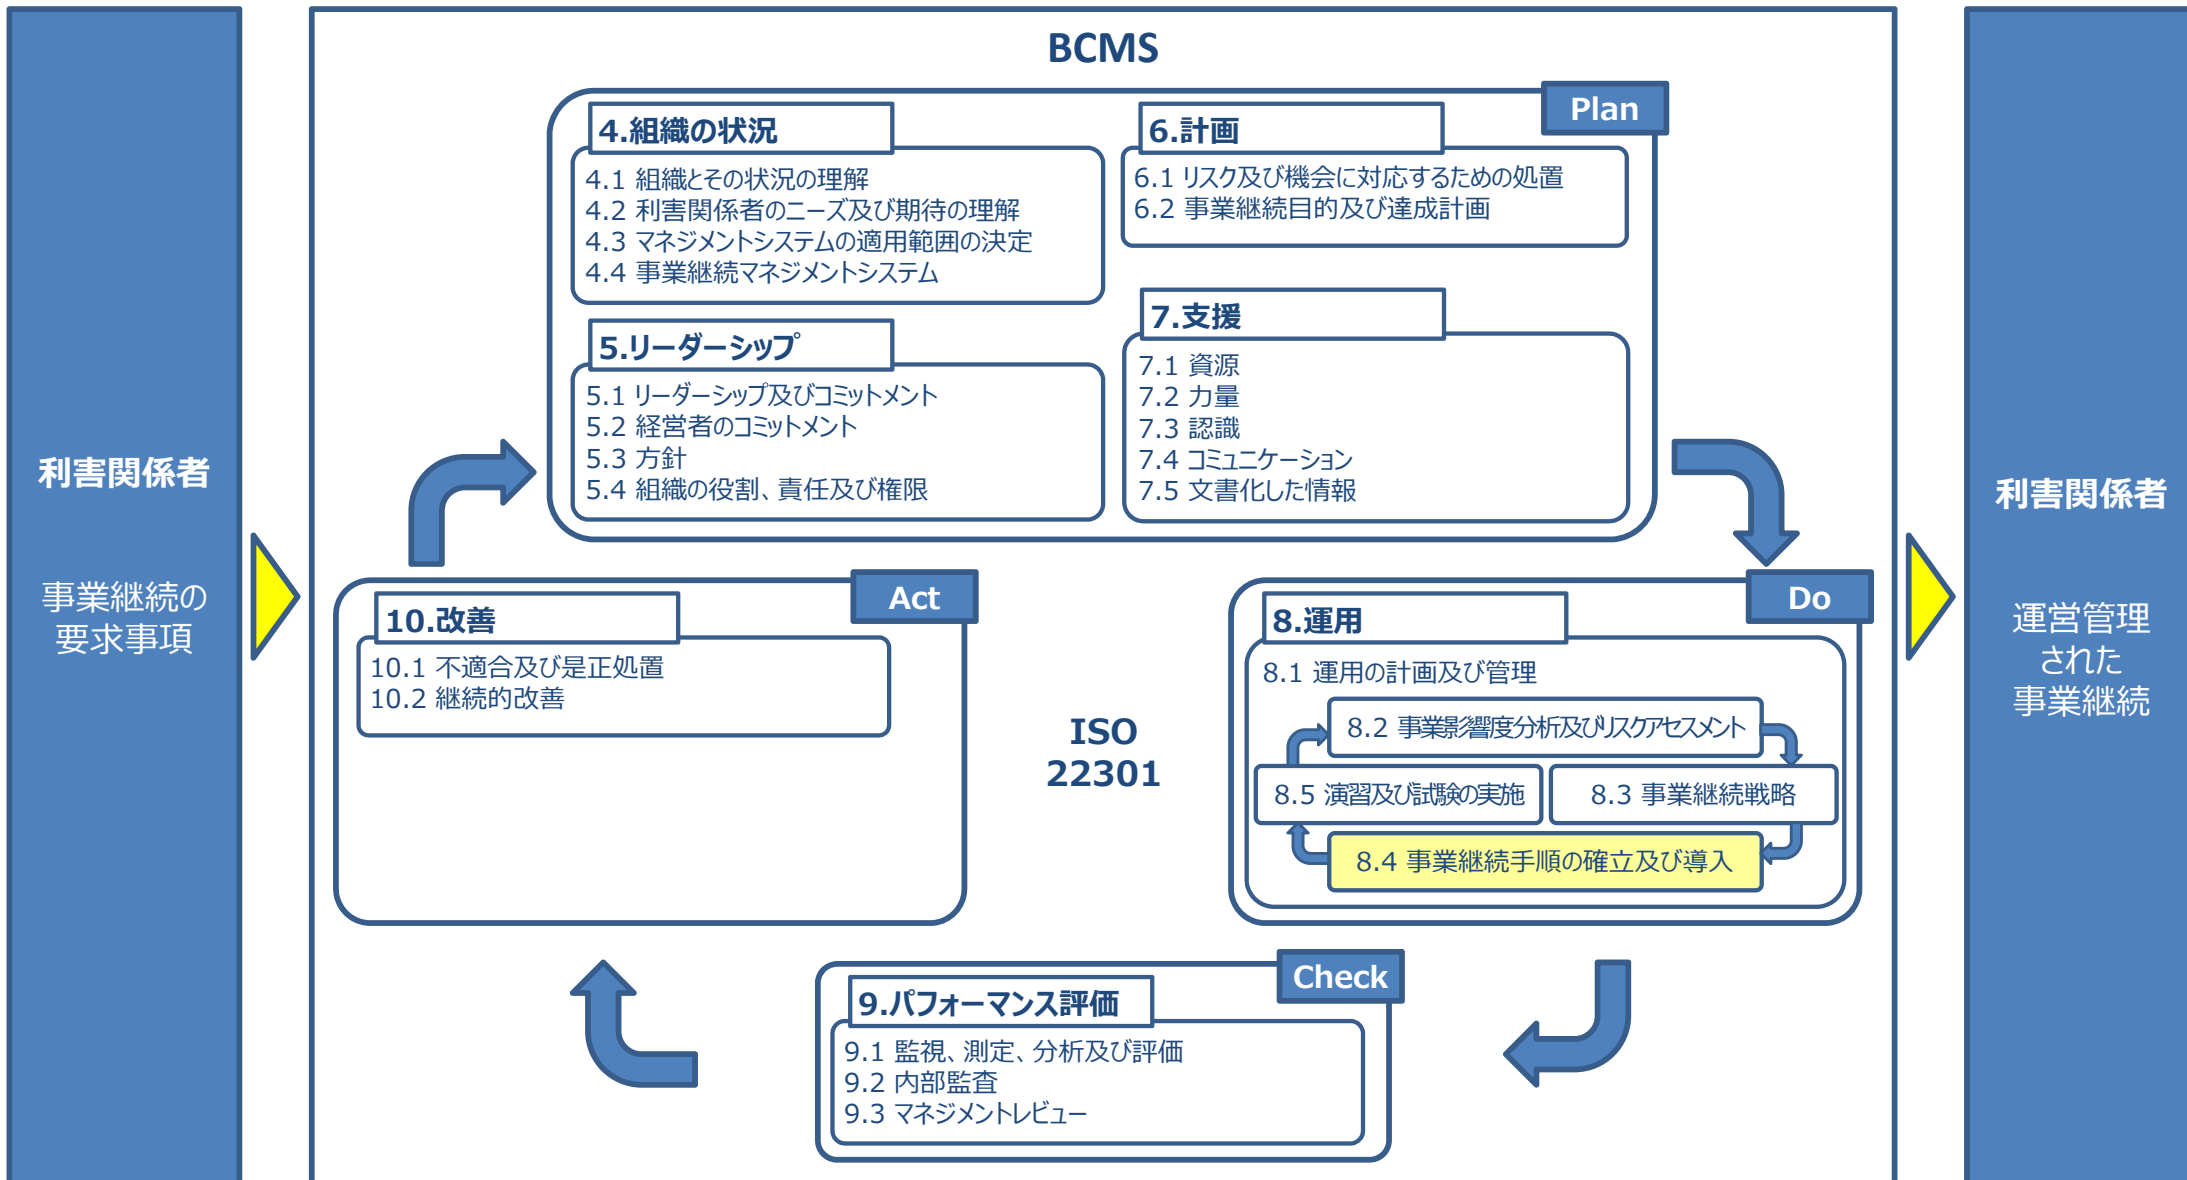 利害関係者
事業継続の
要求事項
BCMS
Plan
4.組織の状況
4.1 組織とその状況の理解
4.2 利害関係者のニーズ及び期待の理解
4.3 マネジメントシステムの適用範囲の決定
4.4 事業継続マネジメントシステム
5.リーダーシップ
5.1 リーダーシップ及びコミットメント
5.2 経営者のコミットメント
5.3 方針
5.4 組織の役割、責任及び権限
6.計画
6.1 リスク及び機会に対応するための処置
6.2 事業継続目的及び達成計画
7.支援
7.1 資源
7.2 力量
7.3 認識
7.4 コミュニケーション
7.5 文書化した情報
Act
10.改善
10.1 不適合及び是正処置
10.2 継続的改善
ISO
22301
Do
8.運用
8.1 運用の計画及び管理
8.2 事業影響度分析及びリスクアセスメント
8.5 演習及び試験の実施
8.3 事業継続戦略
8.4 事業継続手順の確立及び導入
Check
9.パフォーマンス評価
9.1 監視、測定、分析及び評価
9.2 内部監査
9.3 マネジメントレビュー
利害関係者
運営管理
された
事業継続